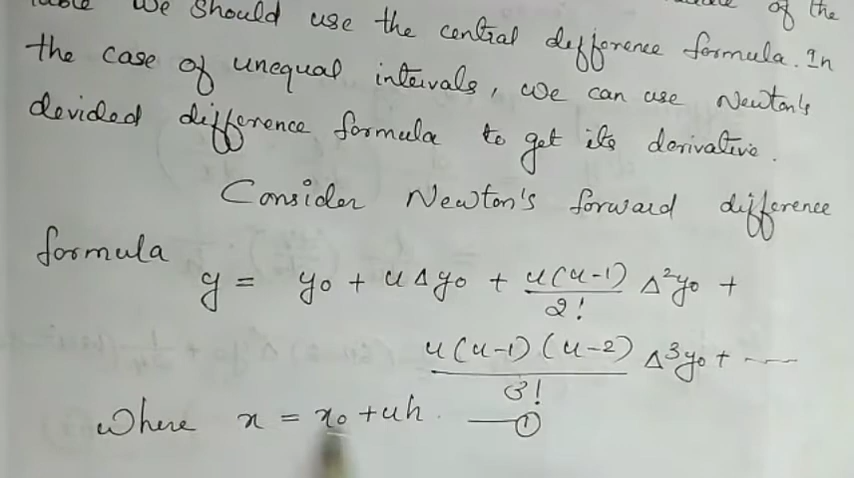 We should use the central difference formula. In
the case of unequal intervals, we can use Newton's
devided difference formula to get its derivative.
Consider Newton's forward difference
formula
y = y0 + u Δy0 + u(u-1)/2! Δ²y0 +
u(u-1)(u-2)/3! Δ³y0 + ----
where x = x0 + uh. —①